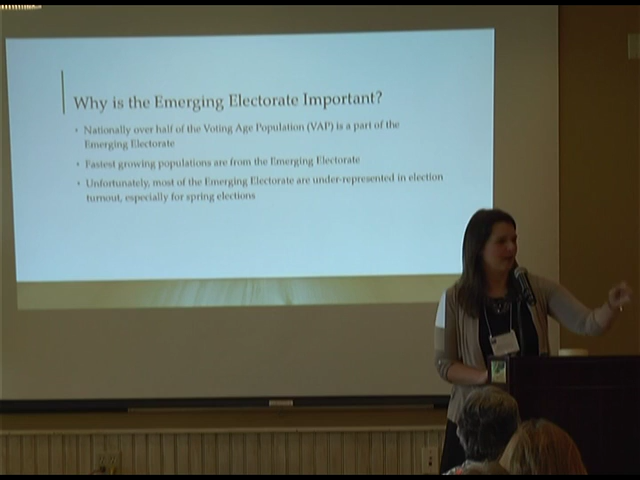 Why is the Emerging Electorate Important?
• Nationally over half of the Voting Age Population (VAP) is a part of the
Emerging Electorate
• Fastest growing populations are from the Emerging Electorate
• Unfortunately, most of the Emerging Electorate are under-represented in election
turnout, especially for spring elections